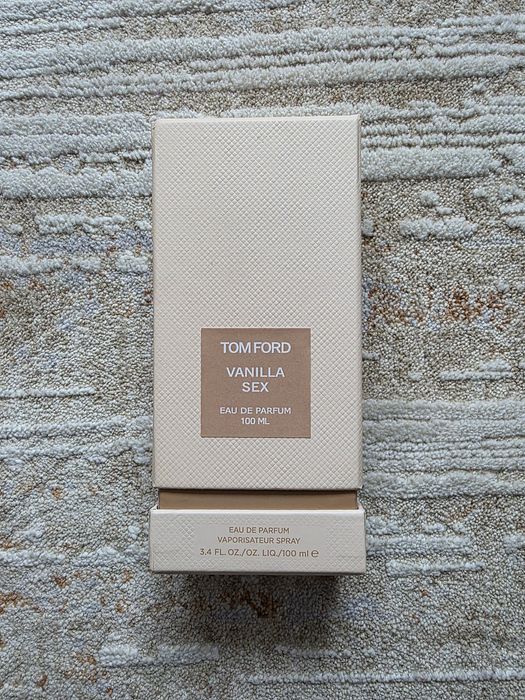 TOM FORD
VANILLA
SEX
EAU DE PARFUM
100 ML
EAU DE PARFUM
VAPORISATEUR SPRAY
3.4 FL. OZ./OZ. LIQ./100 ml ℮